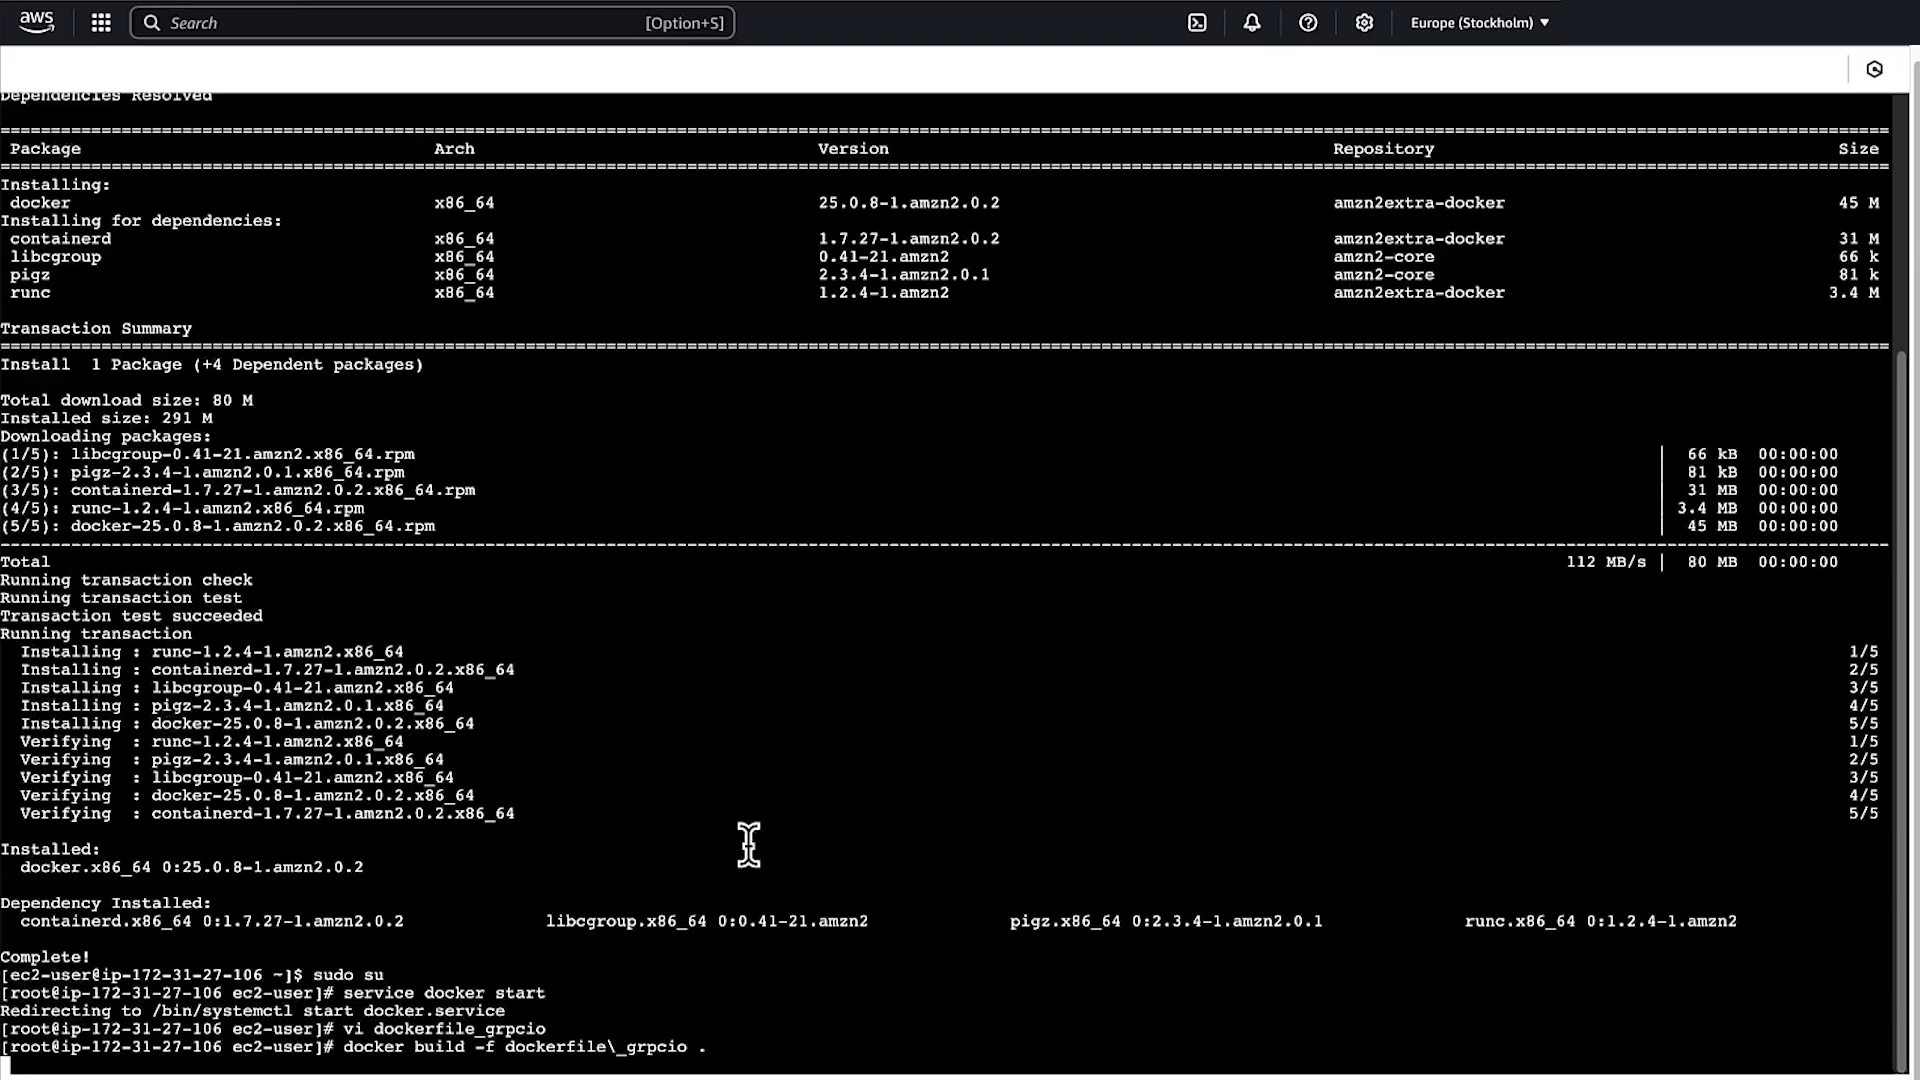 aws
Search [Option+S]
Europe (Stockholm)
Dependencies Resolved
================================================================================
Package Arch Version Repository Size
================================================================================
Installing:
docker x86_64 25.0.8-1.amzn2.0.2 amzn2extra-docker 45 M
Installing for dependencies:
containerd x86_64 1.7.27-1.amzn2.0.2 amzn2extra-docker 31 M
libcgroup x86_64 0.41-21.amzn2 amzn2-core 66 k
pigz x86_64 2.3.4-1.amzn2.0.1 amzn2-core 81 k
runc x86_64 1.2.4-1.amzn2 amzn2extra-docker 3.4 M
Transaction Summary
================================================================================
Install 1 Package (+4 Dependent packages)
Total download size: 80 M
Installed size: 291 M
Downloading packages:
(1/5): libcgroup-0.41-21.amzn2.x86_64.rpm | 66 kB 00:00:00
(2/5): pigz-2.3.4-1.amzn2.0.1.x86_64.rpm | 81 kB 00:00:00
(3/5): containerd-1.7.27-1.amzn2.0.2.x86_64.rpm | 31 MB 00:00:00
(4/5): runc-1.2.4-1.amzn2.x86_64.rpm | 3.4 MB 00:00:00
(5/5): docker-25.0.8-1.amzn2.0.2.x86_64.rpm | 45 MB 00:00:00
--------------------------------------------------------------------------------
Total 112 MB/s | 80 MB 00:00:00
Running transaction check
Running transaction test
Transaction test succeeded
Running transaction
Installing : runc-1.2.4-1.amzn2.x86_64 1/5
Installing : containerd-1.7.27-1.amzn2.0.2.x86_64 2/5
Installing : libcgroup-0.41-21.amzn2.x86_64 3/5
Installing : pigz-2.3.4-1.amzn2.0.1.x86_64 4/5
Installing : docker-25.0.8-1.amzn2.0.2.x86_64 5/5
Verifying : runc-1.2.4-1.amzn2.x86_64 1/5
Verifying : pigz-2.3.4-1.amzn2.0.1.x86_64 2/5
Verifying : libcgroup-0.41-21.amzn2.x86_64 3/5
Verifying : docker-25.0.8-1.amzn2.0.2.x86_64 4/5
Verifying : containerd-1.7.27-1.amzn2.0.2.x86_64 5/5
Installed:
docker.x86_64 0:25.0.8-1.amzn2.0.2
Dependency Installed:
containerd.x86_64 0:1.7.27-1.amzn2.0.2 libcgroup.x86_64 0:0.41-21.amzn2 pigz.x86_64 0:2.3.4-1.amzn2.0.1 runc.x86_64 0:1.2.4-1.amzn2
Complete!
[ec2-user@ip-172-31-27-106 ~]$ sudo su
[root@ip-172-31-27-106 ec2-user]# service docker start
Redirecting to /bin/systemctl start docker.service
[root@ip-172-31-27-106 ec2-user]# vi dockerfile_grpcio
[root@ip-172-31-27-106 ec2-user]# docker build -f dockerfile\_grpcio .